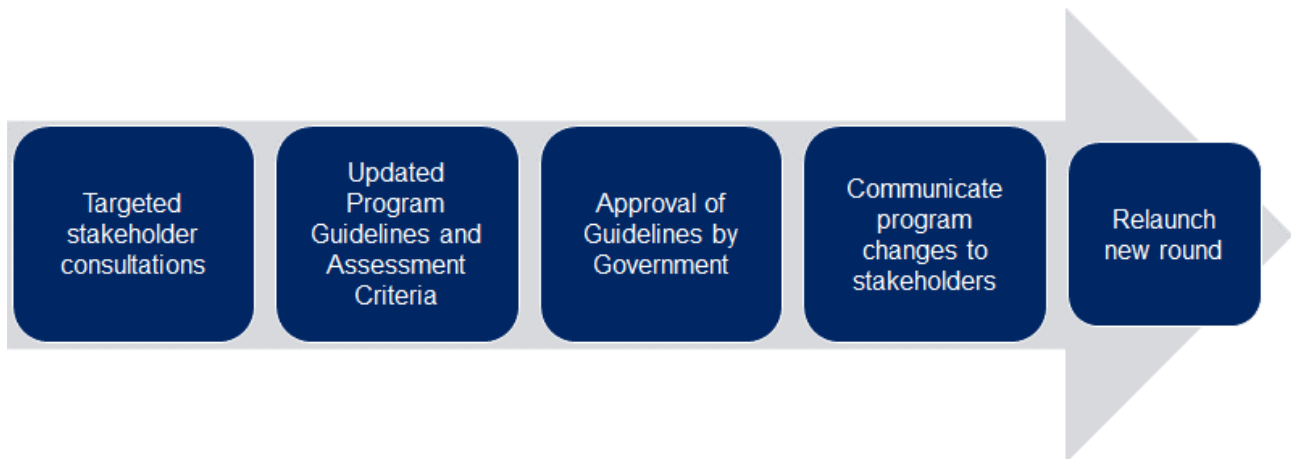 Targeted
stakeholder
consultations
Updated
Program
Guidelines and
Assessment
Criteria
Approval of
Guidelines by
Government
Communicate
program
changes to
stakeholders
Relaunch
new round